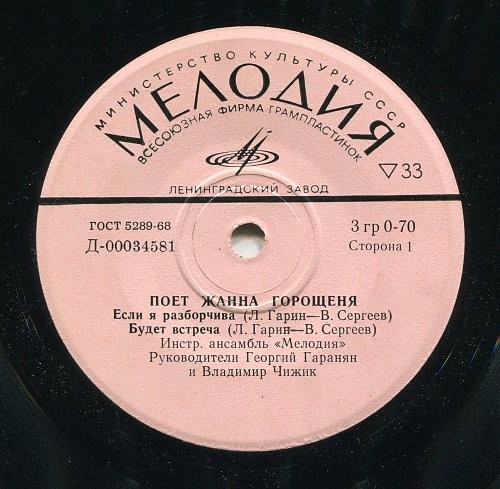 МИНИСТЕРСТВО КУЛЬТУРЫ СССР
МЕЛОДИЯ
ВСЕСОЮЗНАЯ ФИРМА ГРАМПЛАСТИНОК
▽33
ЛЕНИНГРАДСКИЙ ЗАВОД
ГОСТ 5289-68
Д-00034581
3 гр 0-70
Сторона 1
ПОЕТ ЖАННА ГОРОЩЕНЯ
Если я разборчива (Л. Гарин—В. Сергеев)
Будет встреча (Л. Гарин—В. Сергеев)
Инстр. ансамбль «Мелодия»
Руководители Георгий Гаранян
и Владимир Чижик